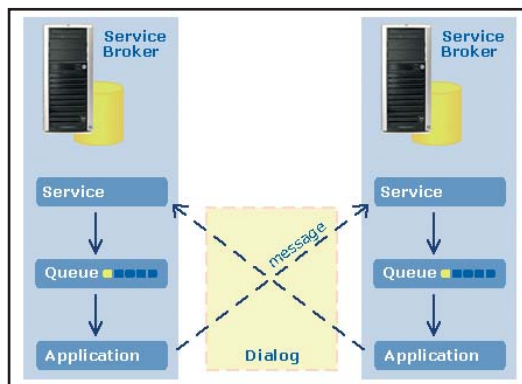 Service
Broker
Service
Queue
Application
message
Dialog
Service
Broker
Service
Queue
Application